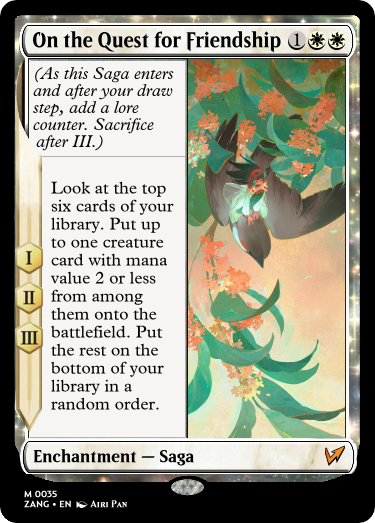 On the Quest for Friendship 1
(As this Saga enters
and after your draw
step, add a lore
counter. Sacrifice
after III.)
I
II
III
Look at the top
six cards of your
library. Put up
to one creature
card with mana
value 2 or less
from among
them onto the
battlefield. Put
the rest on the
bottom of your
library in a
random order.
Enchantment — Saga
M 0035
ZANG • EN Airi Pan